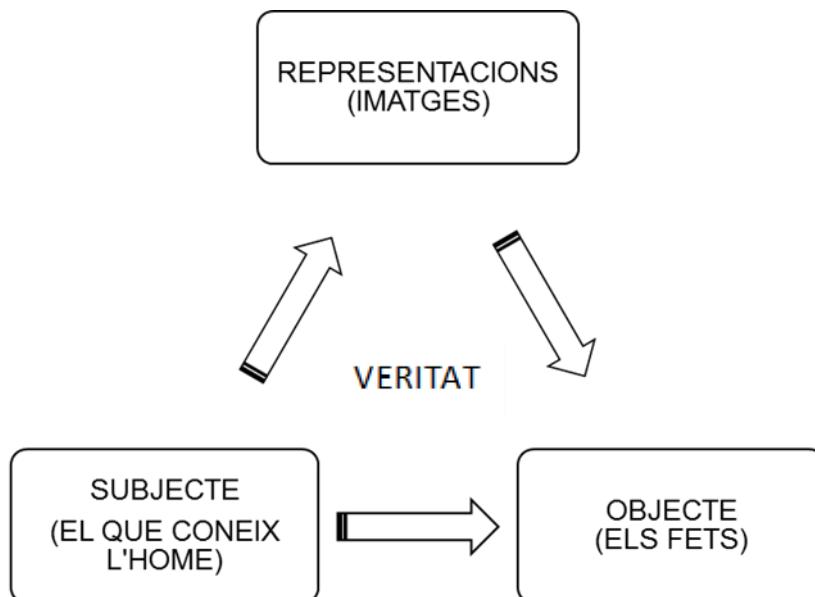 REPRESENTACIONS
(IMATGES)
VERITAT
SUBJECTE
(EL QUE CONEIX
L'HOME)
OBJECTE
(ELS FETS)